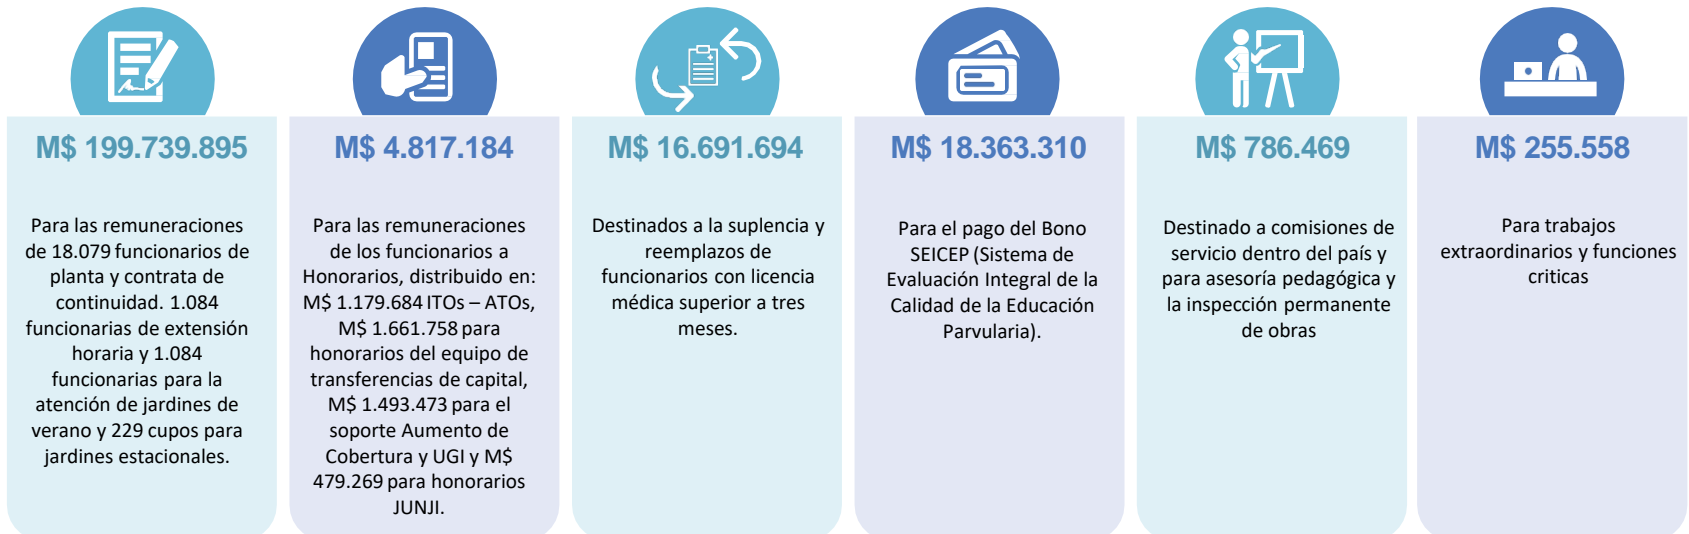 M$ 199.739.895
Para las remuneraciones
de 18.079 funcionarios de
planta y contrata de
continuidad. 1.084
funcionarias de extensión
horaria y 1.084
funcionarias para la
atención de jardines de
verano y 229 cupos para
jardines estacionales.
M$ 4.817.184
Para las remuneraciones
de los funcionarios a
Honorarios, distribuido en:
M$ 1.179.684 ITOs – ATOs,
M$ 1.661.758 para
honorarios del equipo de
transferencias de capital,
M$ 1.493.473 para el
soporte Aumento de
Cobertura y UGI y M$
479.269 para honorarios
JUNJI.
M$ 16.691.694
Destinados a la suplencia y
reemplazos de
funcionarios con licencia
médica superior a tres
meses.
M$ 18.363.310
Para el pago del Bono
SEICEP (Sistema de
Evaluación Integral de la
Calidad de la Educación
Parvularia).
M$ 786.469
Destinado a comisiones de
servicio dentro del país y
para asesoría pedagógica y
la inspección permanente
de obras
M$ 255.558
Para trabajos
extraordinarios y funciones
criticas